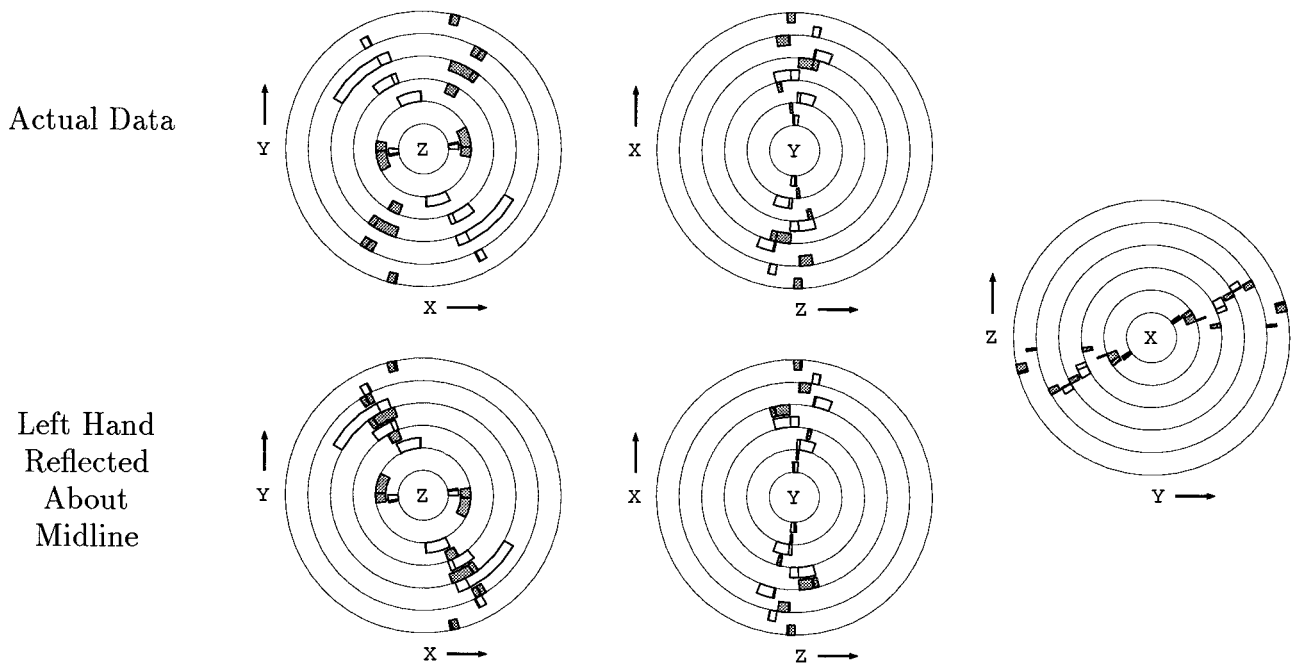 Actual Data
Y
Z
X
X
Y
Z
Z
X
Y
Left Hand
Reflected
About
Midline
Y
Z
X
X
Y
Z